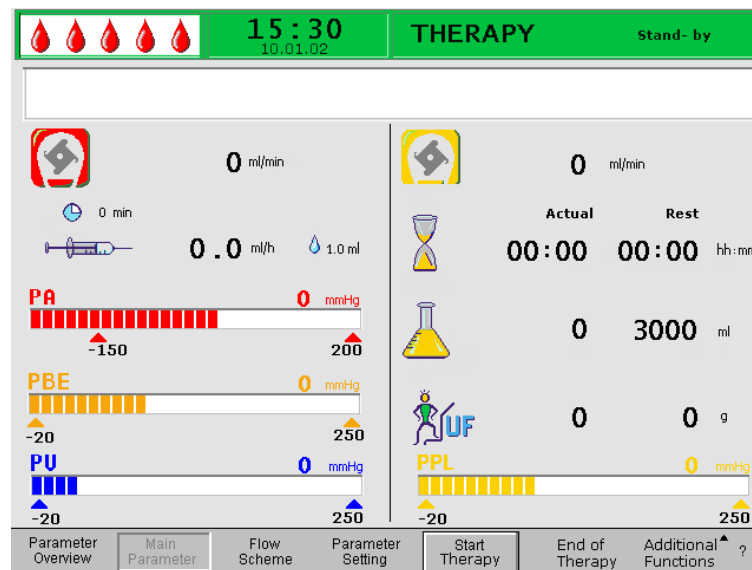 15:30
10.01.02
THERAPY
Stand- by
0 ml/min
0 min
0.0 ml/h 1.0 ml
PA 0 mmHg
-150 200
PBE 0 mmHg
-20 250
PV 0 mmHg
-20 250
0 ml/min
Actual Rest
00:00 00:00 hh:mm
0 3000 ml
UF 0 0 g
PPL 0 mmHg
-20 250
Parameter Overview
Main Parameter
Flow Scheme
Parameter Setting
Start Therapy
End of Therapy
Additional Functions
?